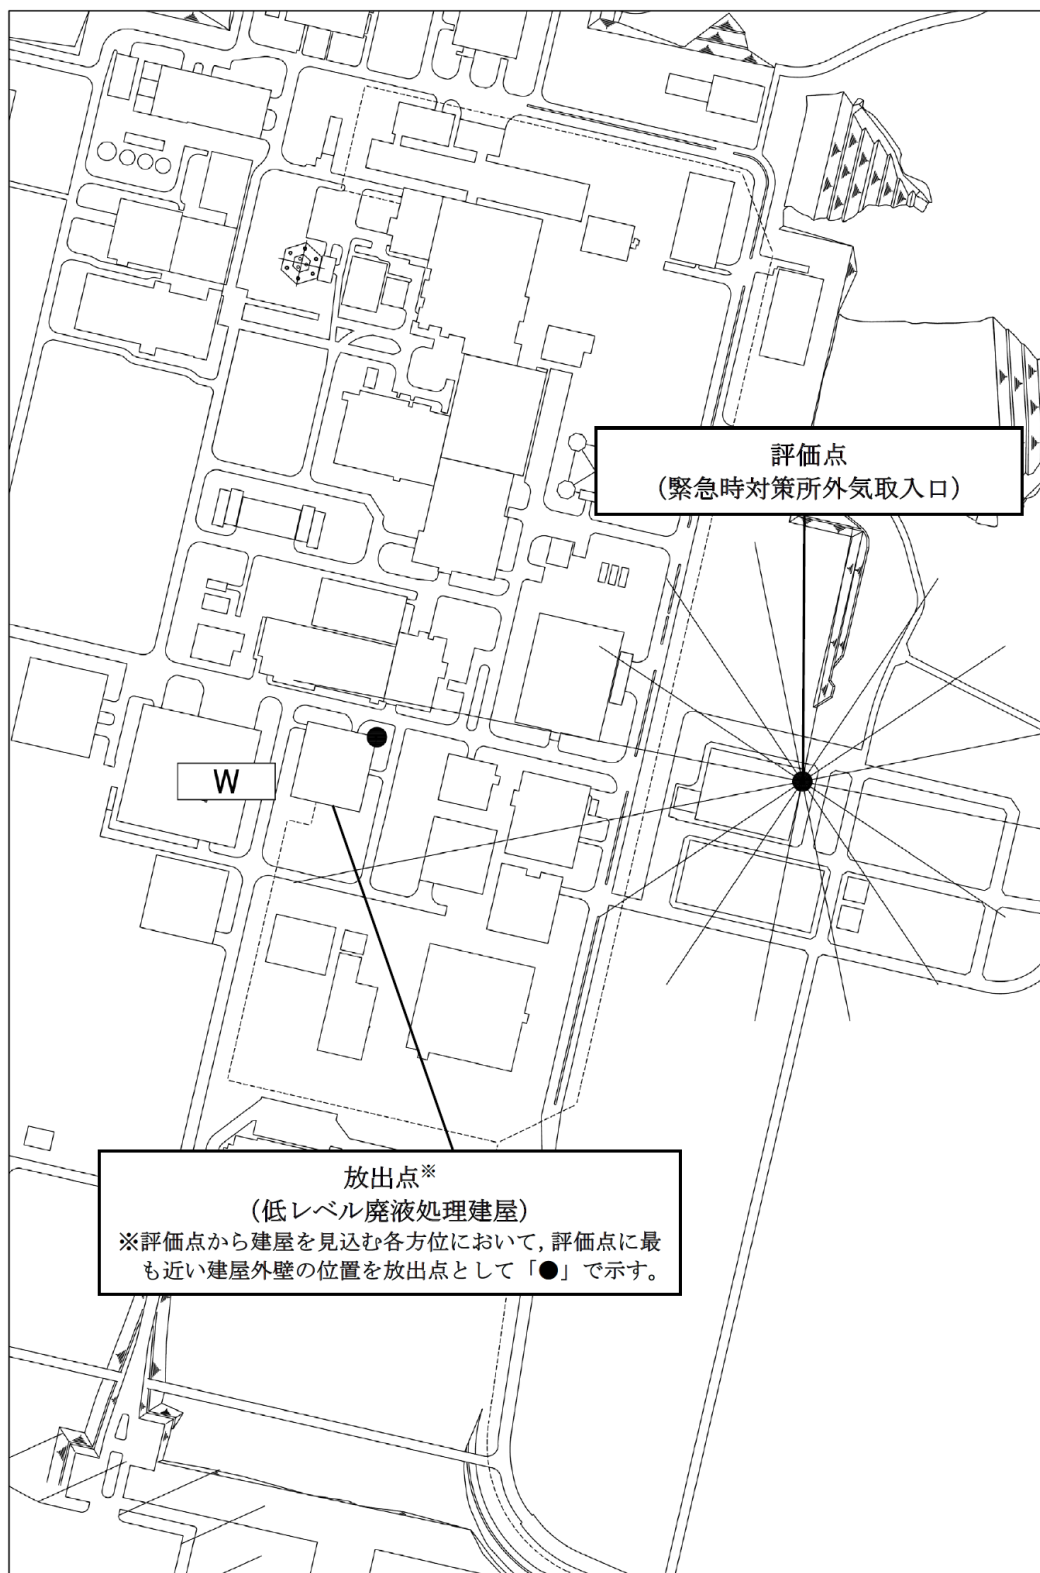 評価点
（緊急時対策所外気取入口）
W
放出点※
（低レベル廃液処理建屋）
※評価点から建屋を見込む各方位において，評価点に最
も近い建屋外壁の位置を放出点として「●」で示す。